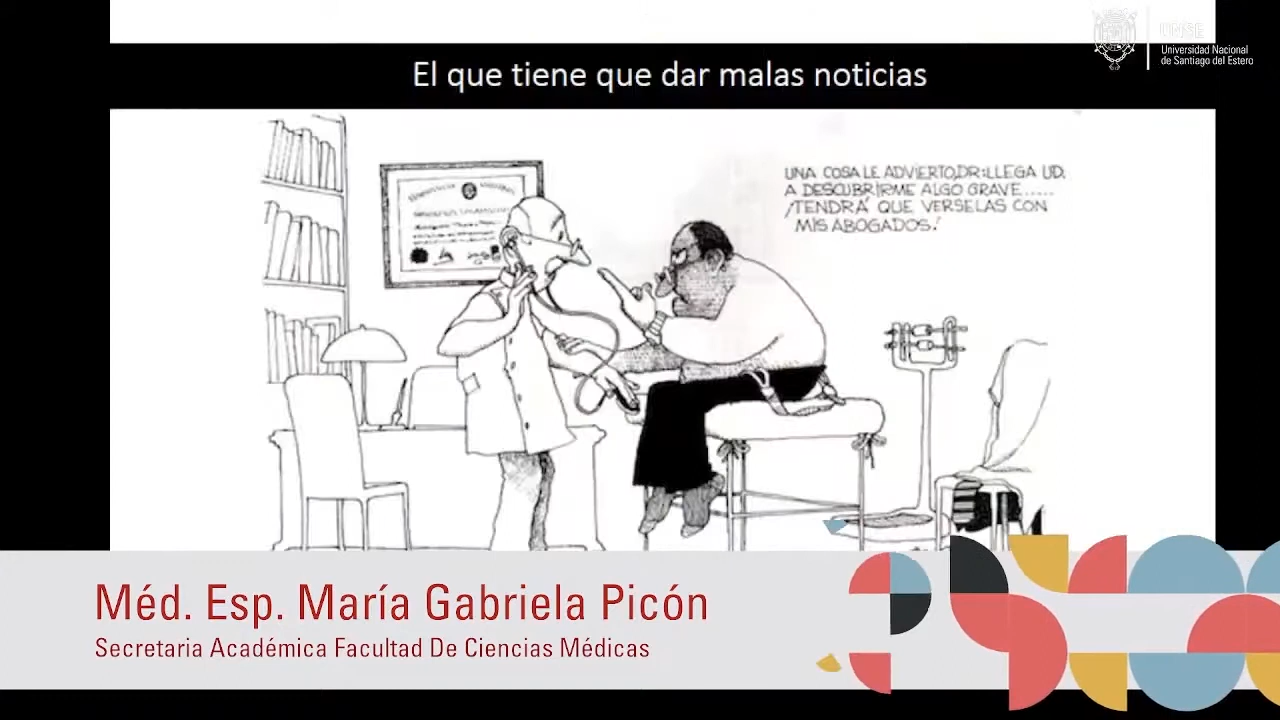 El que tiene que dar malas noticias
UNSE
Universidad Nacional
de Santiago del Estero
UNA COSA LE ADVIERTO,DR:LLEGA UD.
A DESCUBRIRME ALGO GRAVE.....
¡TENDRÁ QUE VERSELAS CON
MIS ABOGADOS!
Méd. Esp. María Gabriela Picón
Secretaria Académica Facultad De Ciencias Médicas